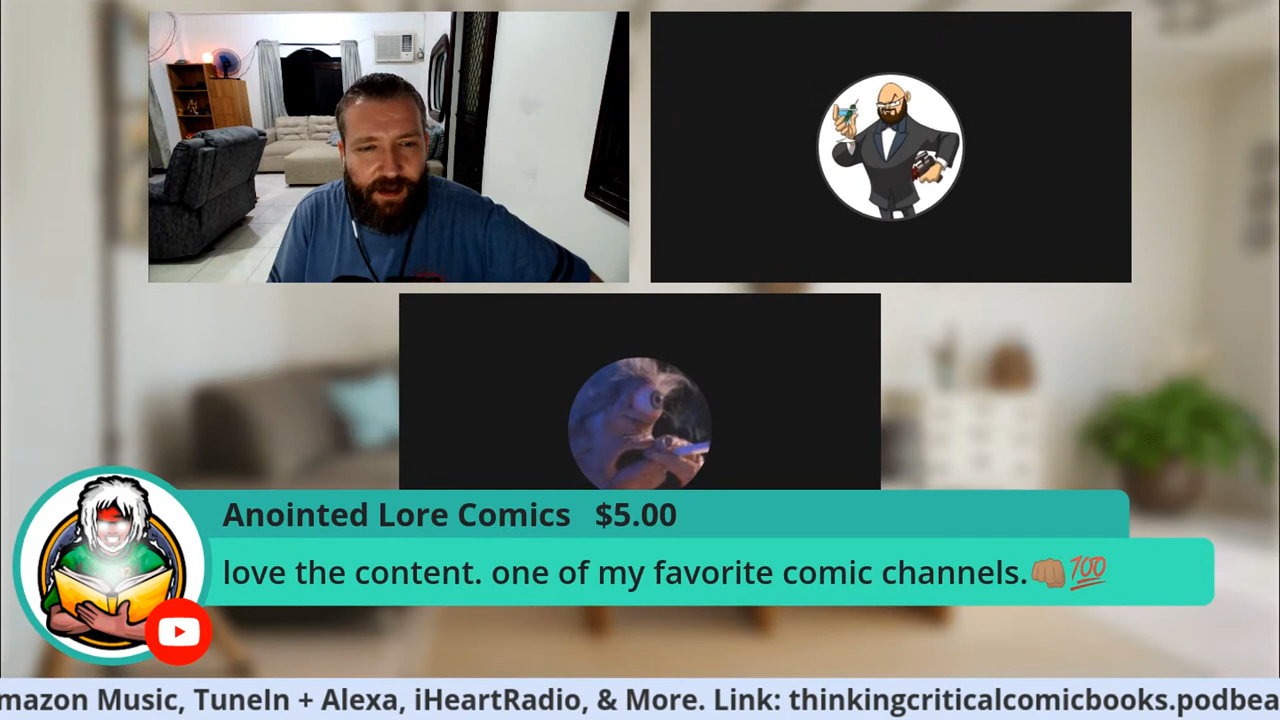 Anointed Lore Comics $5.00
love the content. one of my favorite comic channels.👊🏽💯
mazon Music, TuneIn + Alexa, iHeartRadio, & More. Link: thinkingcriticalcomicbooks.podbea